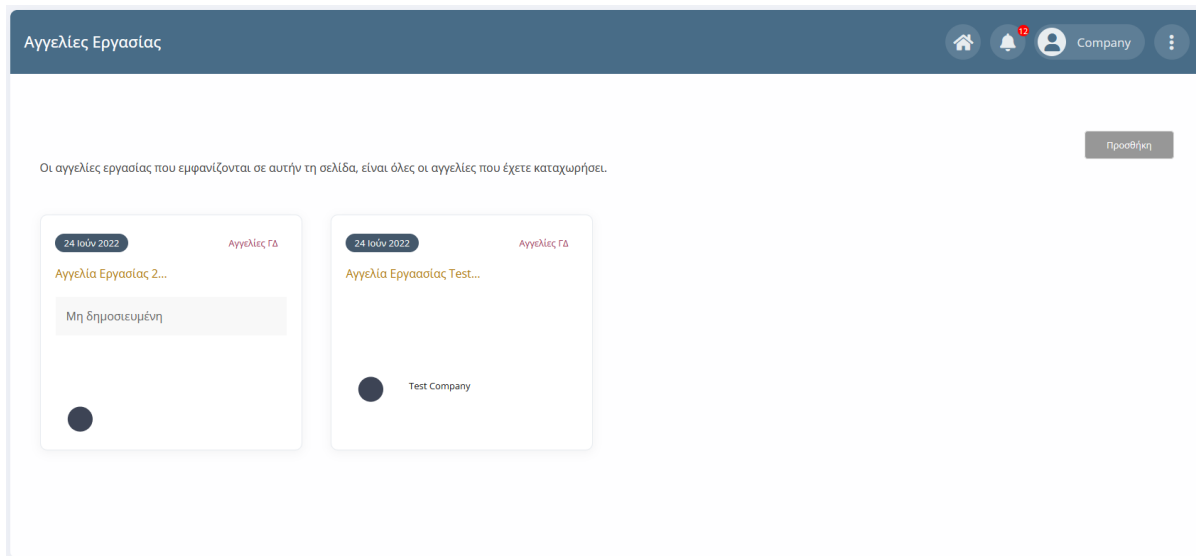 Αγγελίες Εργασίας
12
Company
Προσθήκη
Οι αγγελίες εργασίας που εμφανίζονται σε αυτήν τη σελίδα, είναι όλες οι αγγελίες που έχετε καταχωρήσει.
24 Ιούν 2022
Αγγελίες ΓΔ
Αγγελία Εργασίας 2...
Μη δημοσιευμένη
24 Ιούν 2022
Αγγελίες ΓΔ
Αγγελία Εργαασίας Test...
Test Company